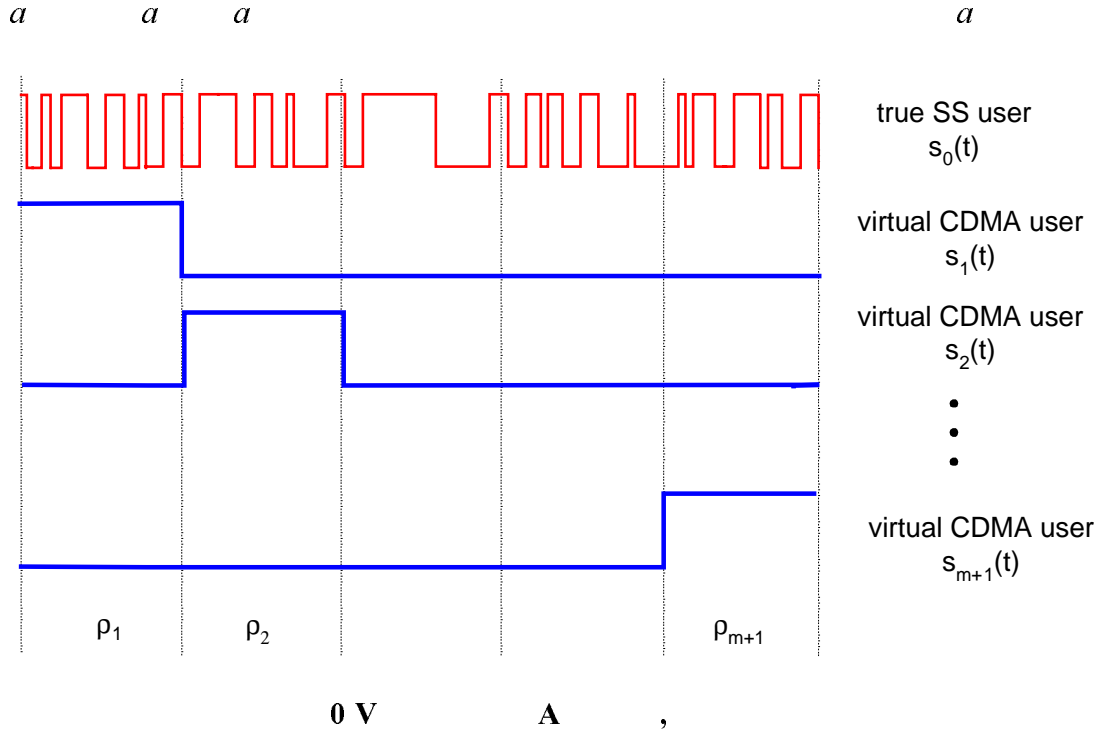 a a a a
true SS user
s0(t)
virtual CDMA user
s1(t)
virtual CDMA user
s2(t)
virtual CDMA user
sm+1(t)
ρ1 ρ2 ρm+1
0 V A ,